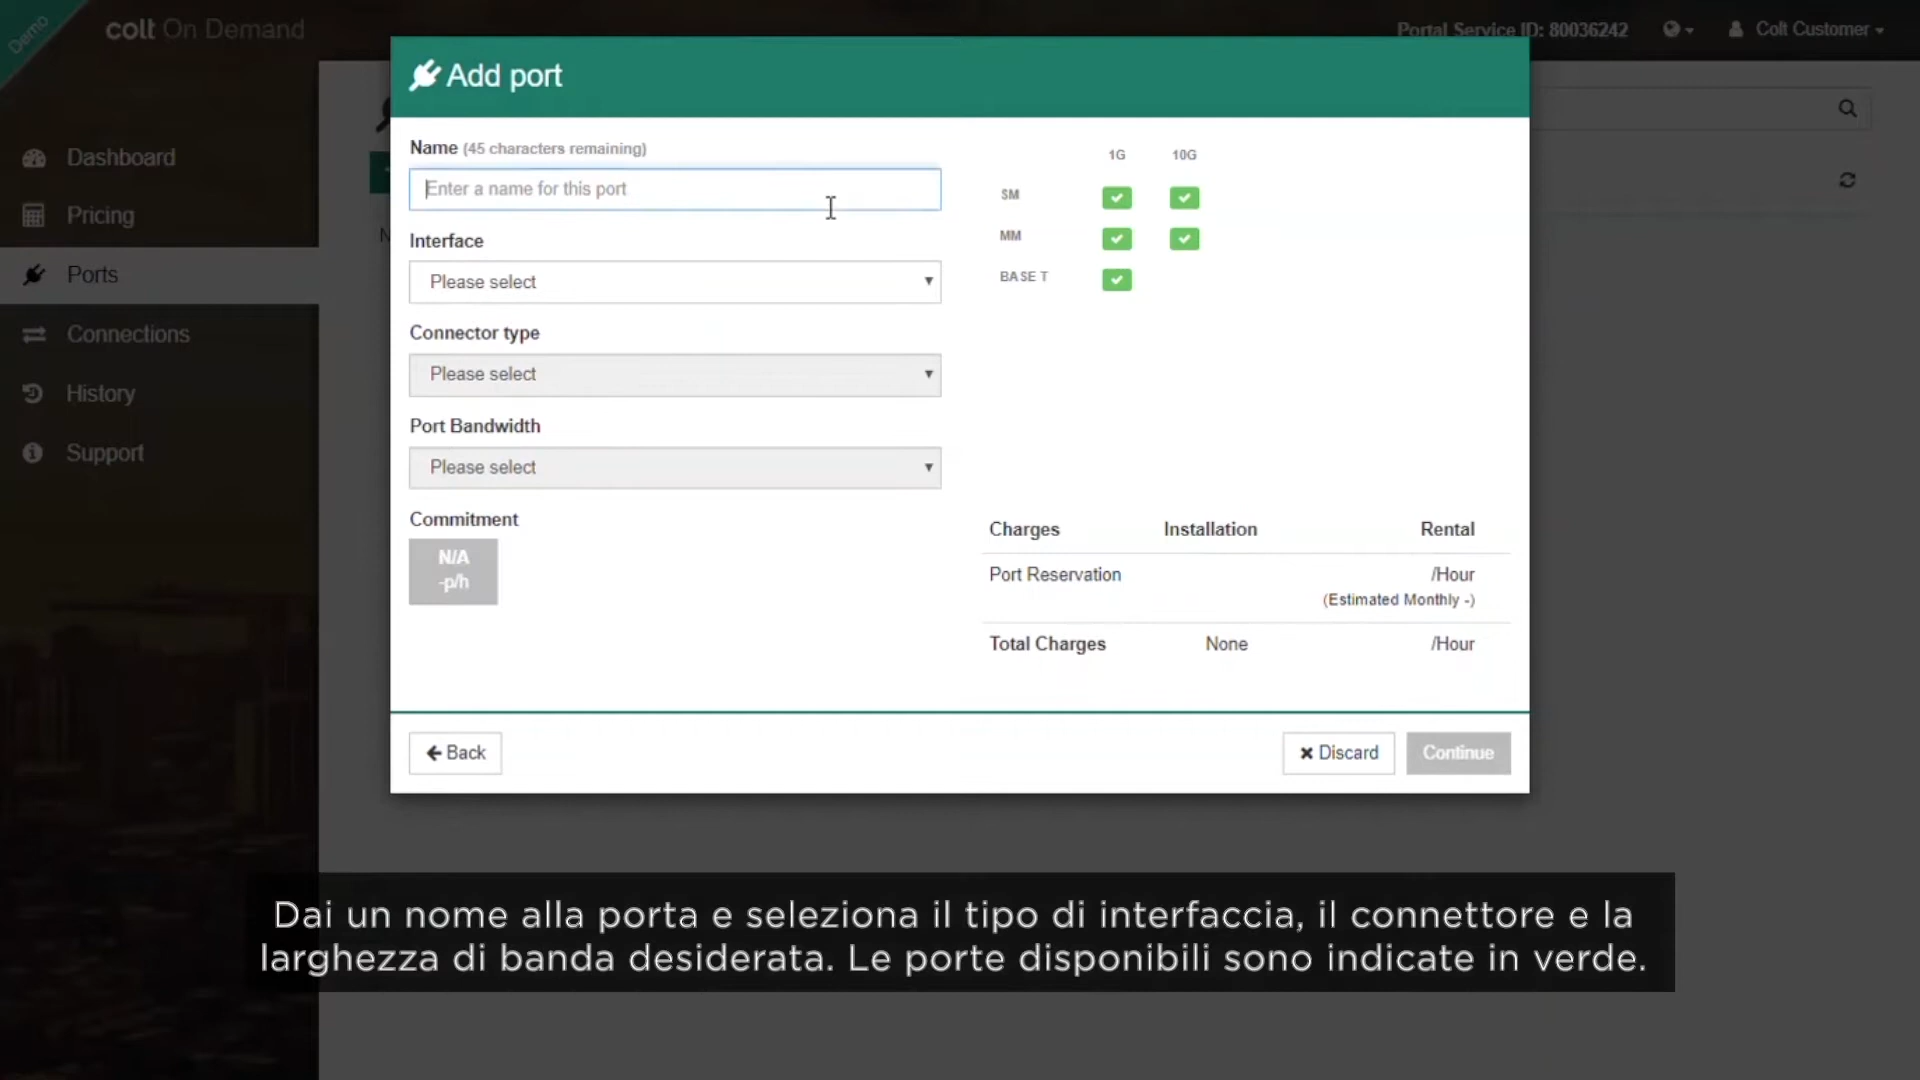 Demo
colt On Demand
Portal Service ID: 80036242
Colt Customer
Dashboard
Pricing
Ports
Connections
History
Support
Add port
Name (45 characters remaining)
Enter a name for this port
Interface
Please select
Connector type
Please select
Port Bandwidth
Please select
Commitment
N/A
-p/h
1G 10G
SM
MM
BASE T
Charges Installation Rental
Port Reservation /Hour
(Estimated Monthly -)
Total Charges None /Hour
Back
Discard
Continue
Dai un nome alla porta e seleziona il tipo di interfaccia, il connettore e la
larghezza di banda desiderata. Le porte disponibili sono indicate in verde.